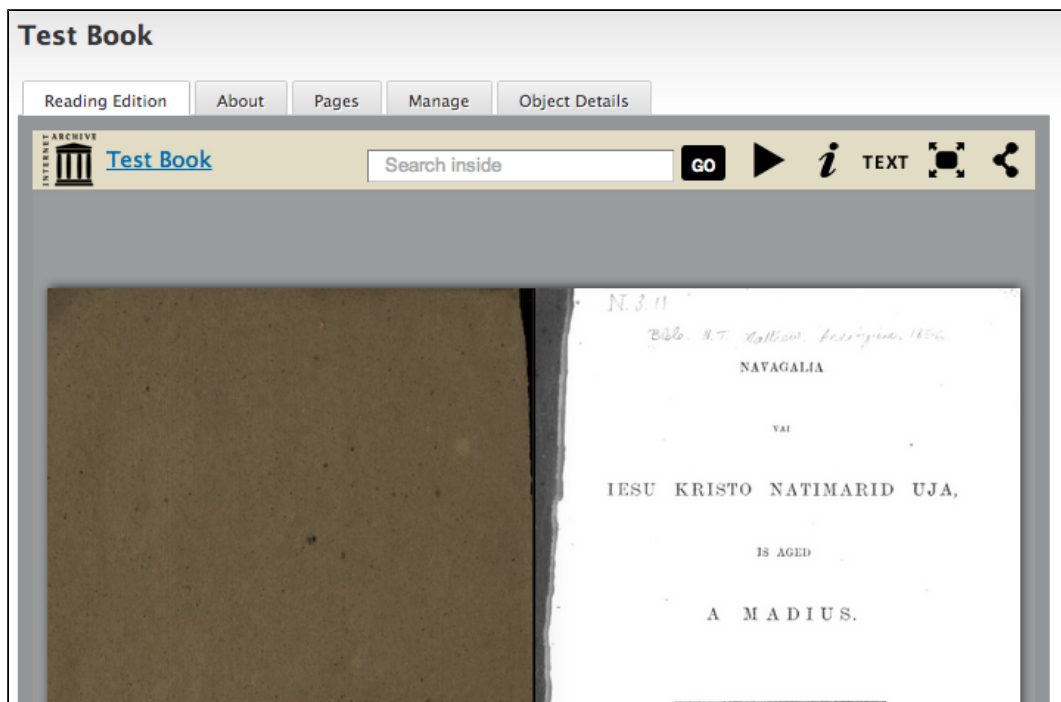 Test Book
Reading Edition
About
Pages
Manage
Object Details
INTERNET ARCHIVE
Test Book
Search inside
GO
i
TEXT
N. 3. 11
Bible. N. T.
NAVAGALIA
VAI
IESU KRISTO NATIMARID UJA,
IS AGED
A MADIUS.